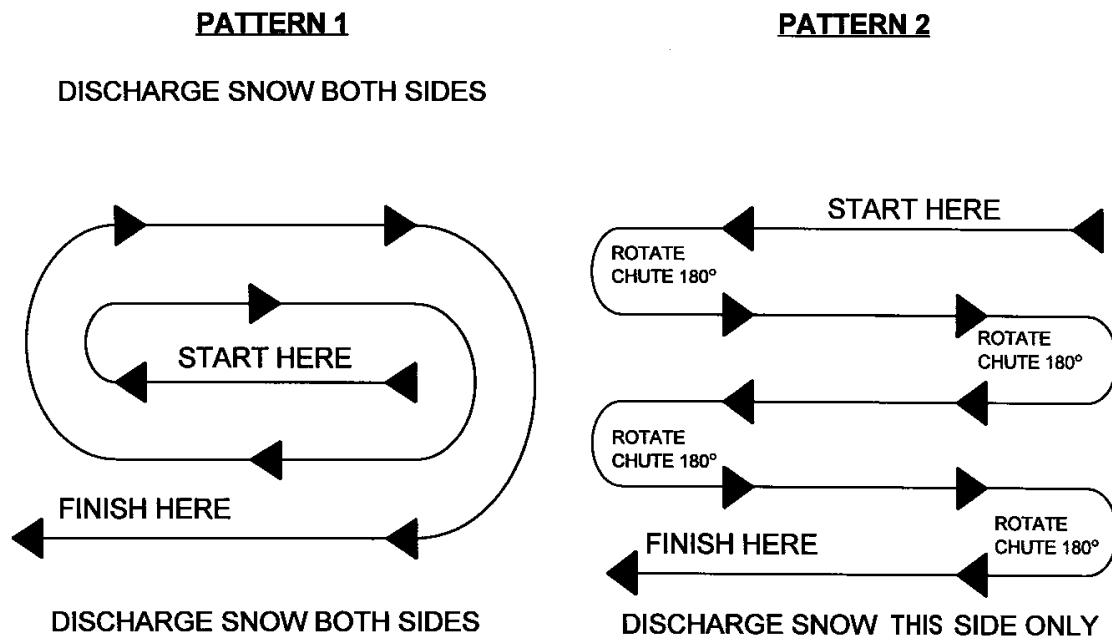 PATTERN 1
DISCHARGE SNOW BOTH SIDES
START HERE
FINISH HERE
DISCHARGE SNOW BOTH SIDES
PATTERN 2
START HERE
ROTATE
CHUTE 180°
ROTATE
CHUTE 180°
ROTATE
CHUTE 180°
ROTATE
CHUTE 180°
FINISH HERE
DISCHARGE SNOW THIS SIDE ONLY